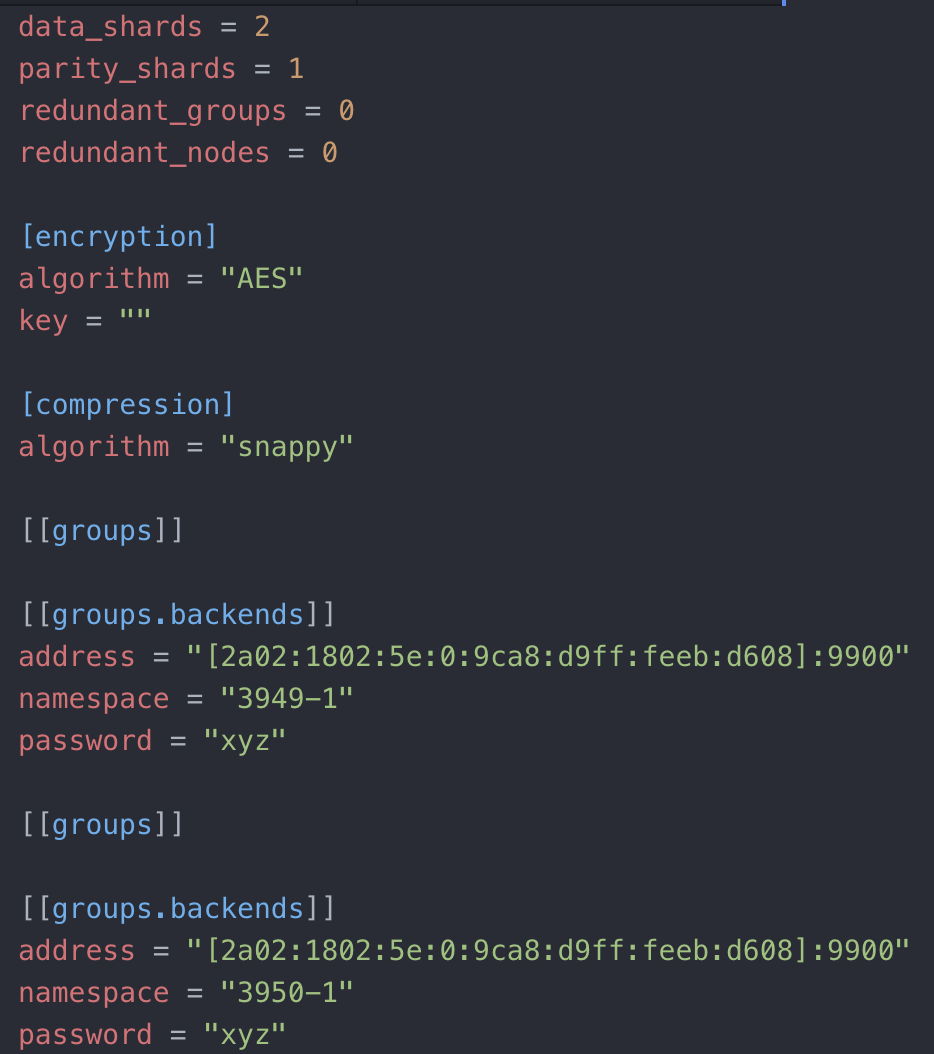 data_shards = 2
parity_shards = 1
redundant_groups = 0
redundant_nodes = 0
[encryption]
algorithm = "AES"
key = ""
[compression]
algorithm = "snappy"
[[groups]]
[[groups.backends]]
address = "[2a02:1802:5e:0:9ca8:d9ff:feeb:d608]:9900"
namespace = "3949-1"
password = "xyz"
[[groups]]
[[groups.backends]]
address = "[2a02:1802:5e:0:9ca8:d9ff:feeb:d608]:9900"
namespace = "3950-1"
password = "xyz"